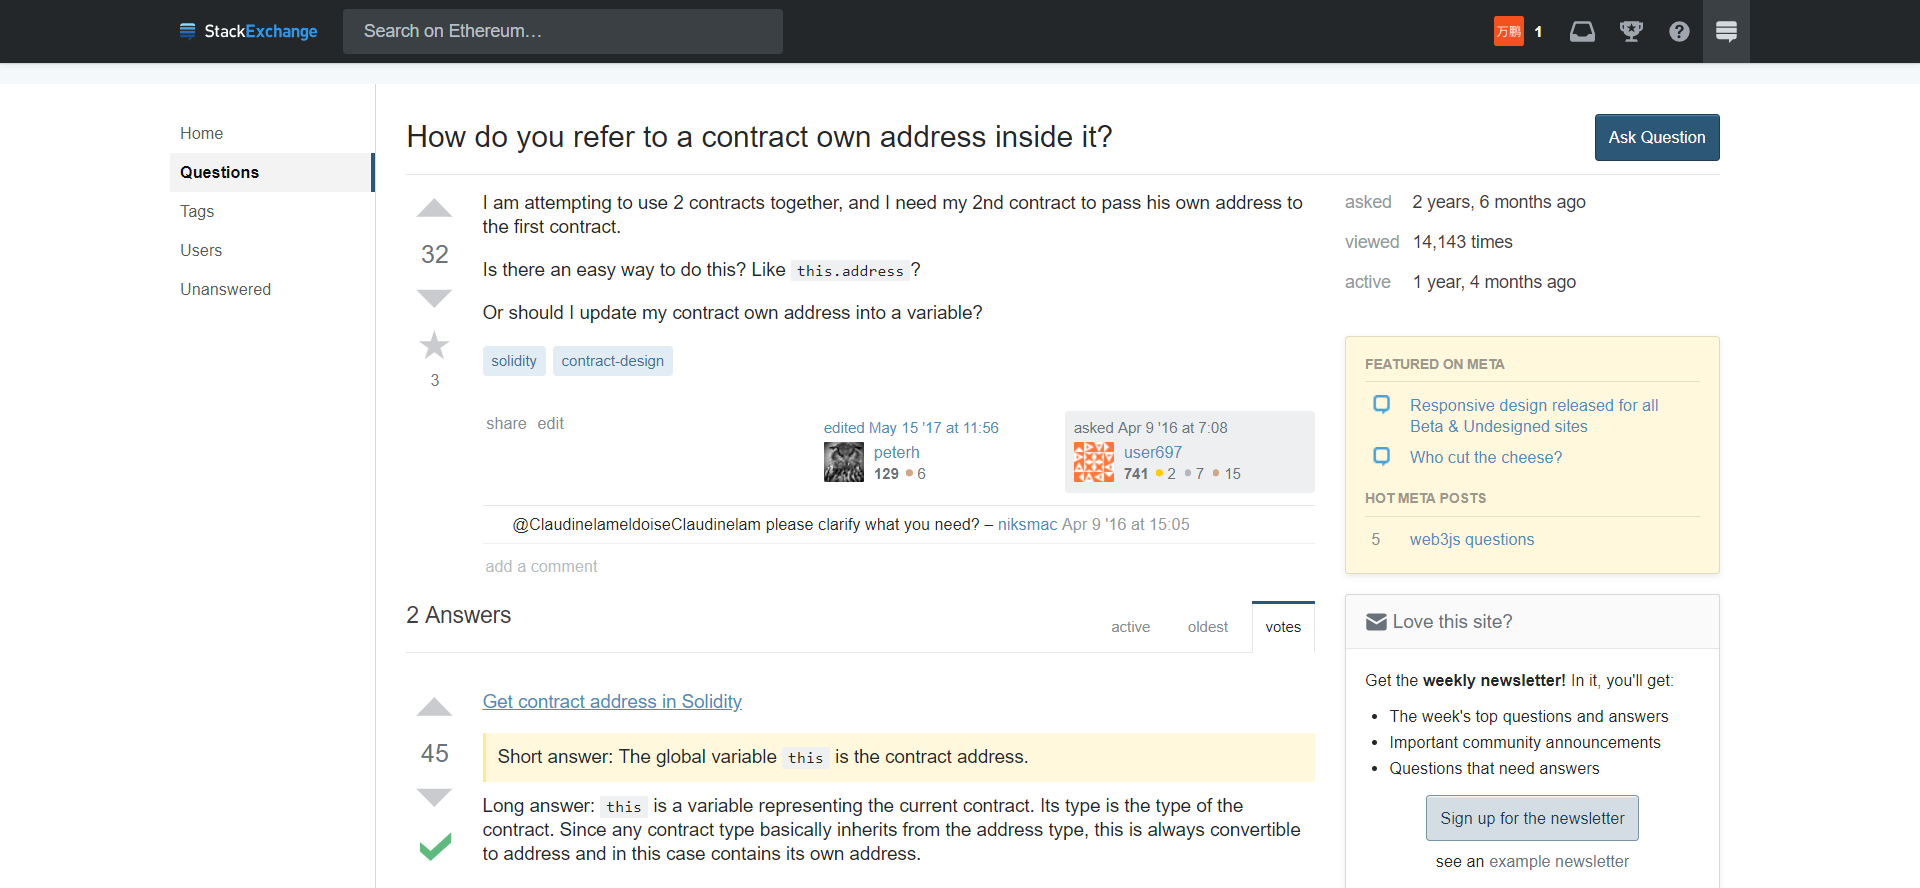 StackExchange
Search on Ethereum…
万鹏
1
Home
Questions
Tags
Users
Unanswered
How do you refer to a contract own address inside it?
Ask Question
32
3
I am attempting to use 2 contracts together, and I need my 2nd contract to pass his own address to
the first contract.
Is there an easy way to do this? Like this.address ?
Or should I update my contract own address into a variable?
solidity contract-design
share edit
edited May 15 '17 at 11:56
peterh
129 6
asked Apr 9 '16 at 7:08
user697
741 2 7 15
@ClaudinelameldoiseClaudinelam please clarify what you need? – niksmac Apr 9 '16 at 15:05
add a comment
2 Answers
active oldest votes
45
Get contract address in Solidity
Short answer: The global variable this is the contract address.
Long answer: this is a variable representing the current contract. Its type is the type of the
contract. Since any contract type basically inherits from the address type, this is always convertible
to address and in this case contains its own address.
asked 2 years, 6 months ago
viewed 14,143 times
active 1 year, 4 months ago
FEATURED ON META
Responsive design released for all
Beta & Undesigned sites
Who cut the cheese?
HOT META POSTS
5 web3js questions
Love this site?
Get the weekly newsletter! In it, you'll get:
• The week's top questions and answers
• Important community announcements
• Questions that need answers
Sign up for the newsletter
see an example newsletter